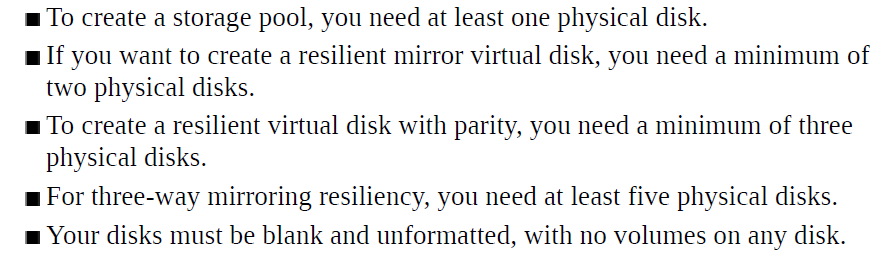 ■ To create a storage pool, you need at least one physical disk.
■ If you want to create a resilient mirror virtual disk, you need a minimum of
two physical disks.
■ To create a resilient virtual disk with parity, you need a minimum of three
physical disks.
■ For three-way mirroring resiliency, you need at least five physical disks.
■ Your disks must be blank and unformatted, with no volumes on any disk.